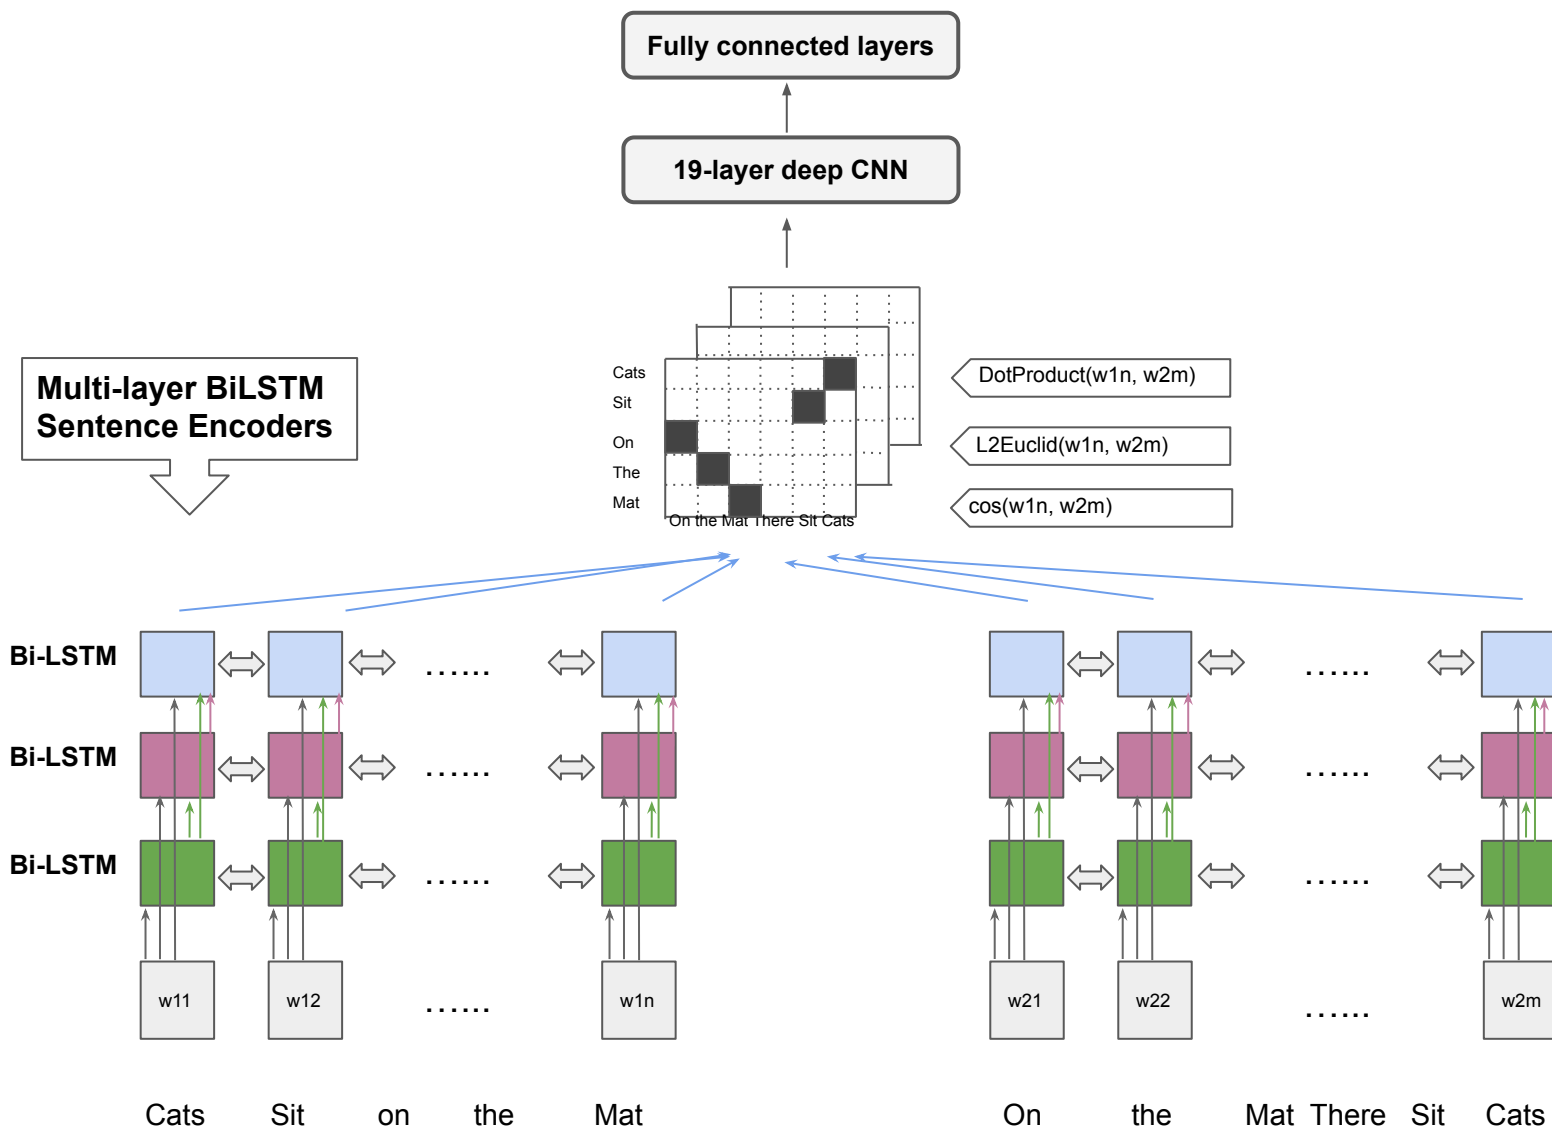 Fully connected layers
19-layer deep CNN
Multi-layer BiLSTM
Sentence Encoders
Cats
Sit
On
The
Mat
On the Mat There Sit Cats
DotProduct(w1n, w2m)
L2Euclid(w1n, w2m)
cos(w1n, w2m)
Bi-LSTM ...... ......
Bi-LSTM ...... ......
Bi-LSTM ...... ......
w11 w12 ...... w1n w21 w22 ...... w2m
Cats Sit on the Mat On the Mat There Sit Cats